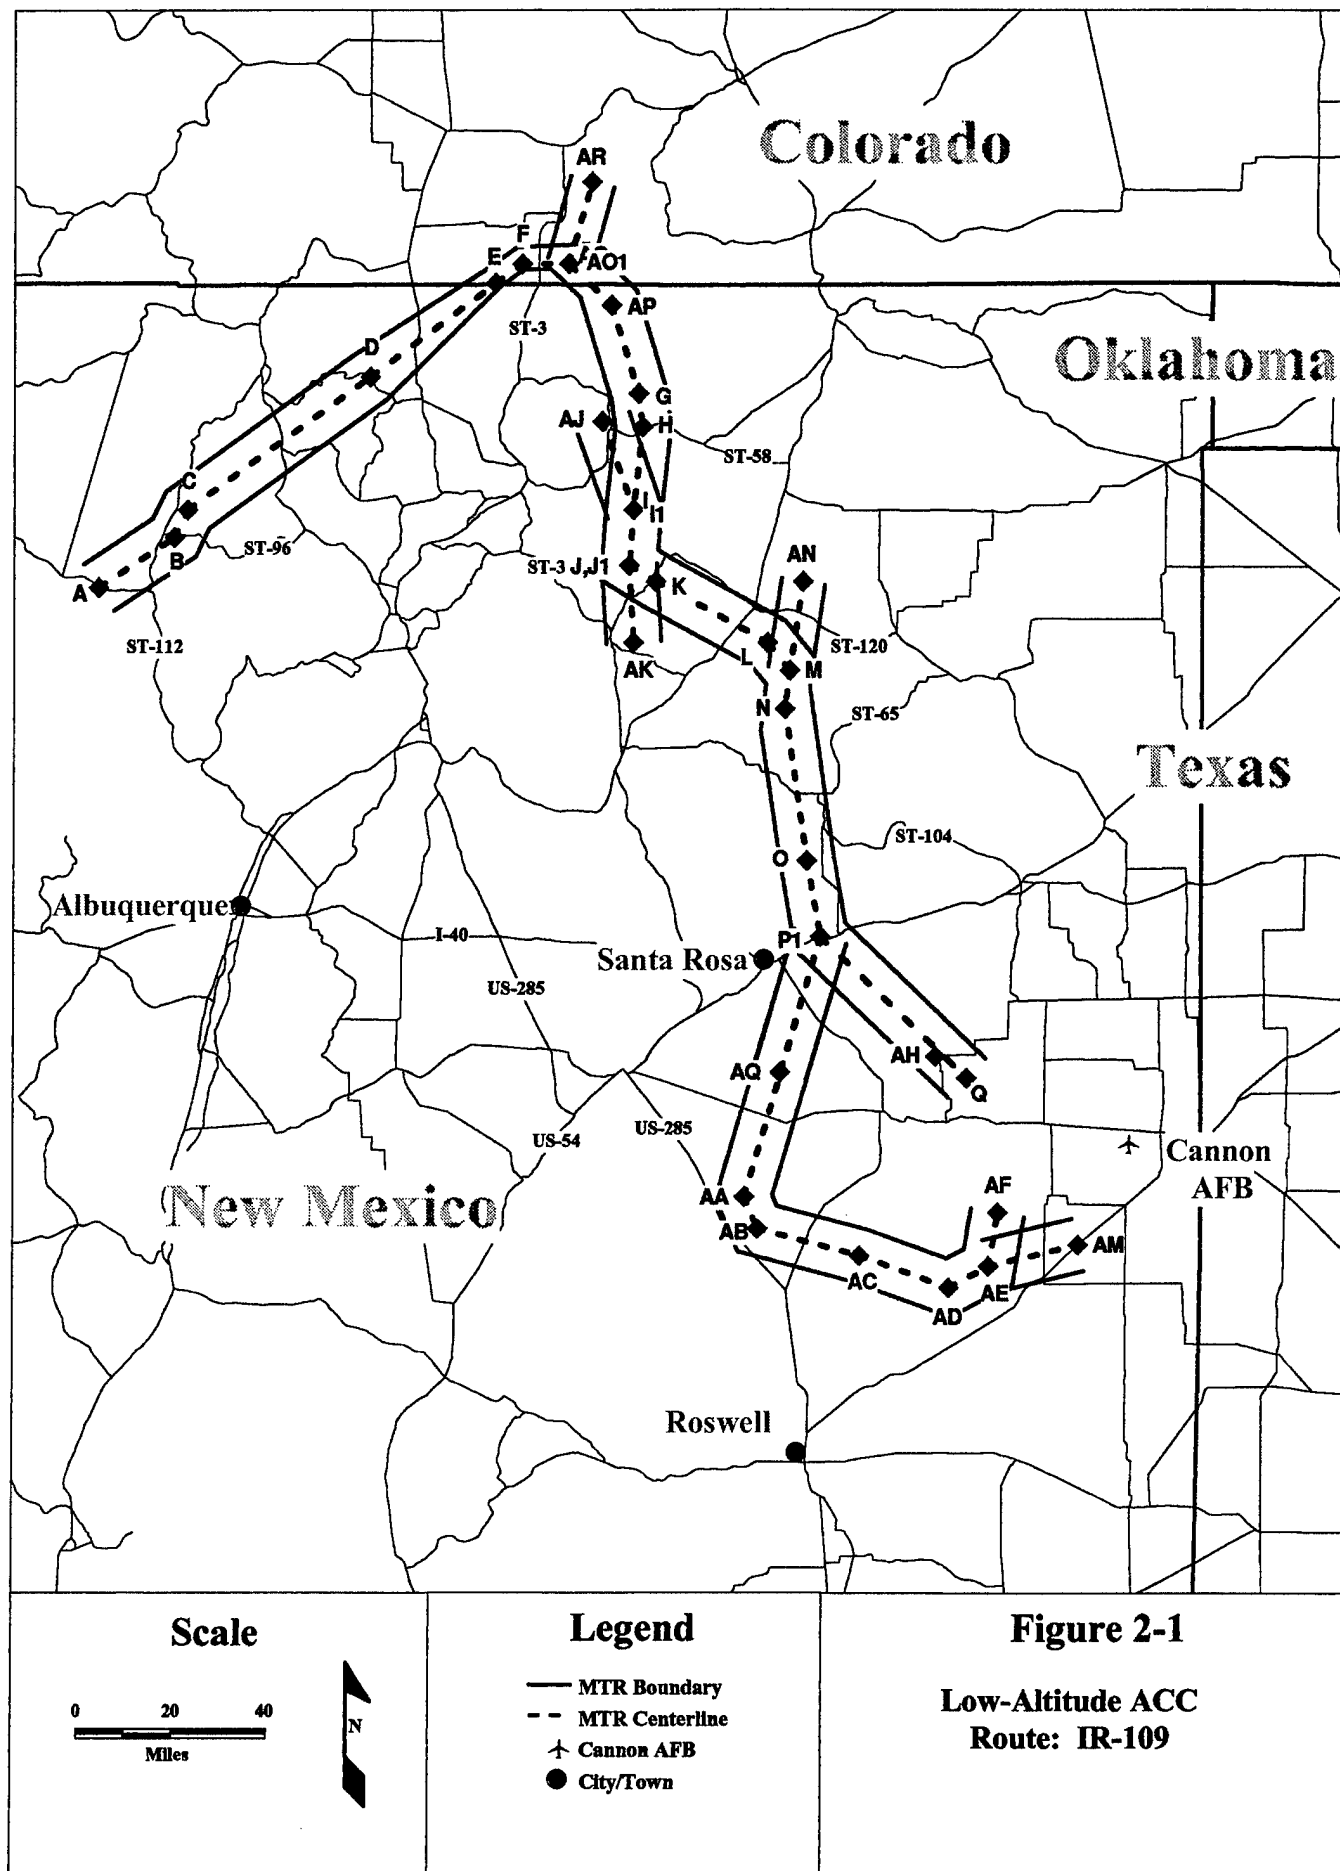 Colorado
AR
F
E
AO1
AP
ST-3
Oklahoma
D
G
AJ
H
ST-58
C
I
I1
ST-96
B
AN
ST-3
J,J1
A
K
ST-112
ST-120
L
AK
M
N
ST-65
Texas
ST-104
O
Albuquerque
I-40
P1
Santa Rosa
US-285
AH
AQ
Q
US-285
US-54
Cannon
AFB
New Mexico
AA
AF
AB
AM
AC
AE
AD
Roswell
Scale
0 20 40
Miles
N
Legend
MTR Boundary
MTR Centerline
Cannon AFB
City/Town
Figure 2-1
Low-Altitude ACC
Route: IR-109